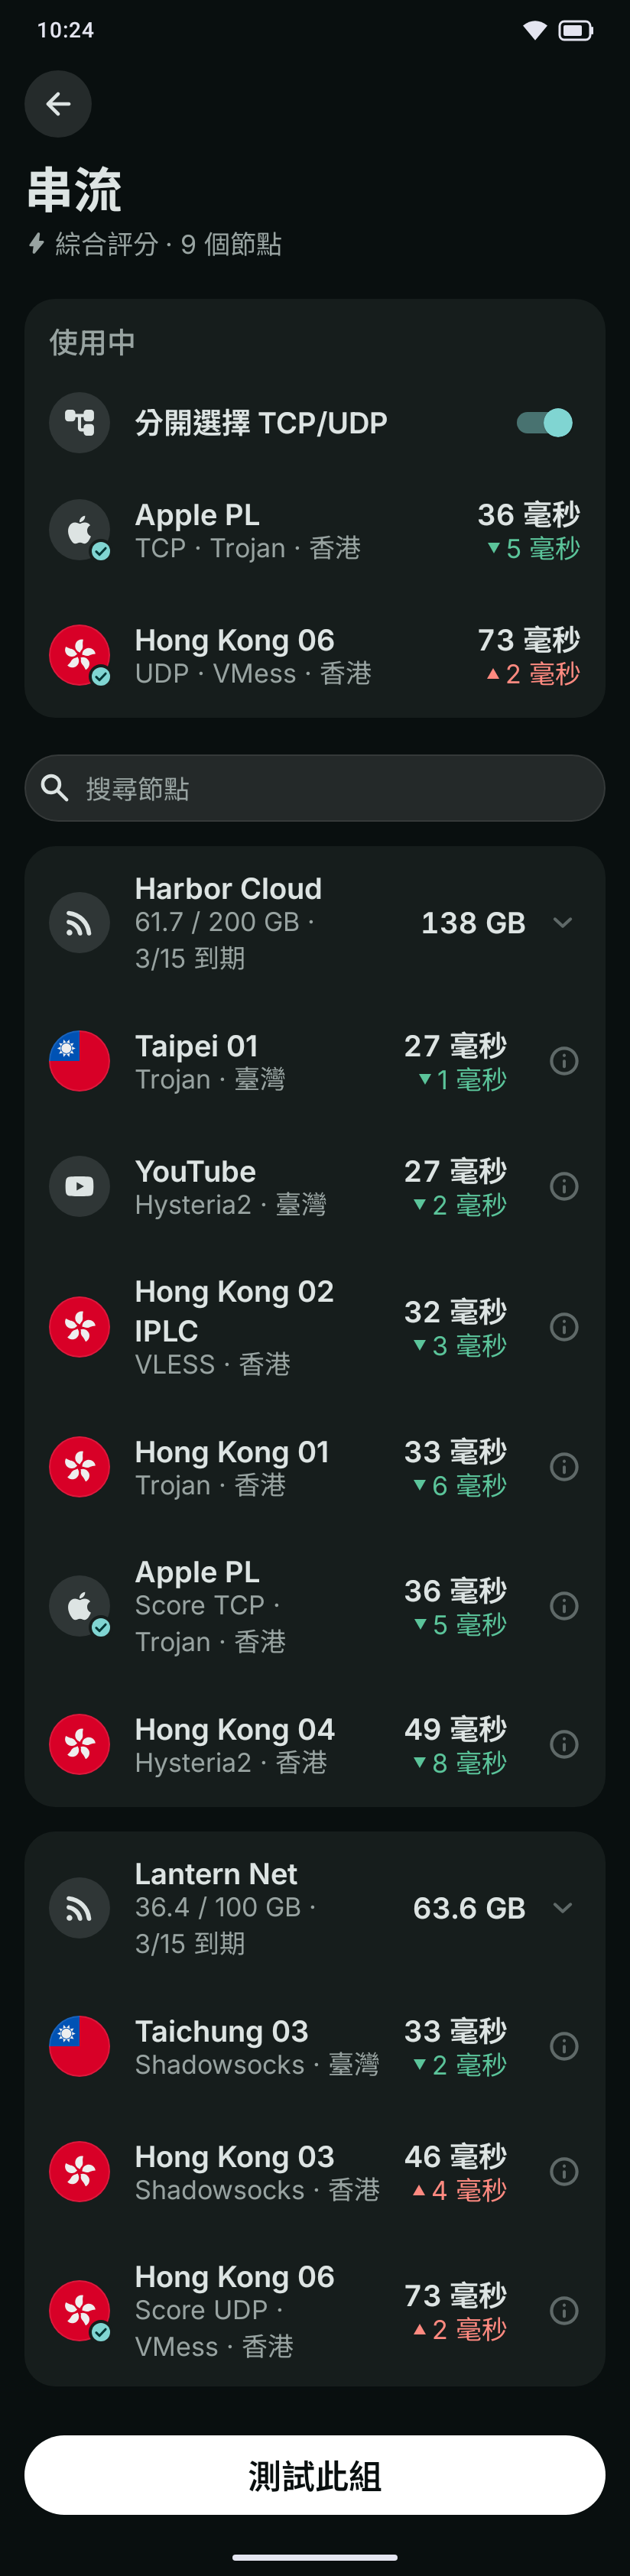 10:24
串流
綜合評分 · 9 個節點
使用中
分開選擇 TCP/UDP
Apple PL
36 毫秒
TCP · Trojan · 香港
▼5 毫秒
Hong Kong 06
73 毫秒
UDP · VMess · 香港
▲2 毫秒
搜尋節點
Harbor Cloud
61.7 / 200 GB ·
3/15 到期
138 GB
Taipei 01
27 毫秒
Trojan · 臺灣
▼1 毫秒
YouTube
27 毫秒
Hysteria2 · 臺灣
▼2 毫秒
Hong Kong 02
IPLC
32 毫秒
VLESS · 香港
▼3 毫秒
Hong Kong 01
33 毫秒
Trojan · 香港
▼6 毫秒
Apple PL
36 毫秒
Score TCP ·
Trojan · 香港
▼5 毫秒
Hong Kong 04
49 毫秒
Hysteria2 · 香港
▼8 毫秒
Lantern Net
36.4 / 100 GB ·
3/15 到期
63.6 GB
Taichung 03
33 毫秒
Shadowsocks · 臺灣
▼2 毫秒
Hong Kong 03
46 毫秒
Shadowsocks · 香港
▲4 毫秒
Hong Kong 06
73 毫秒
Score UDP ·
VMess · 香港
▲2 毫秒
測試此組